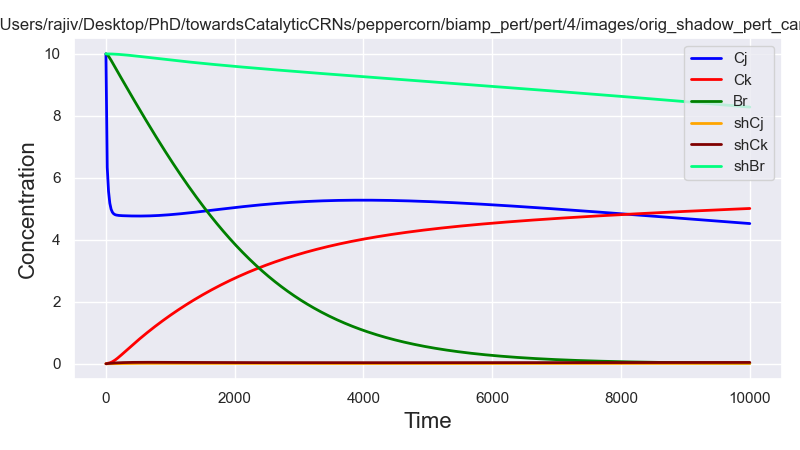 Users/rajiv/Desktop/PhD/towardsCatalyticCRNs/peppercorn/biamp_pert/pert/4/images/orig_shadow_pert_car
10
8
6
4
2
0
Concentration
0
2000
4000
6000
8000
10000
Time
Cj
Ck
Br
shCj
shCk
shBr